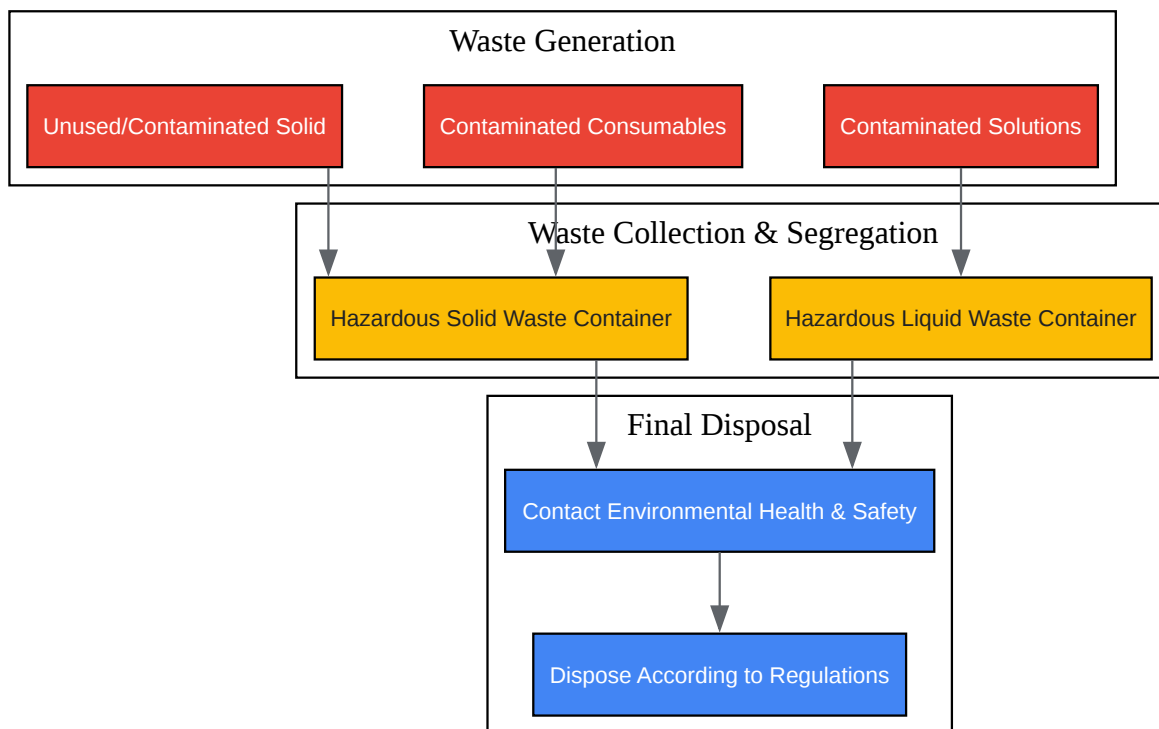 Waste Generation
Unused/Contaminated Solid
Contaminated Consumables
Contaminated Solutions
Waste Collection & Segregation
Hazardous Solid Waste Container
Hazardous Liquid Waste Container
Final Disposal
Contact Environmental Health & Safety
Dispose According to Regulations